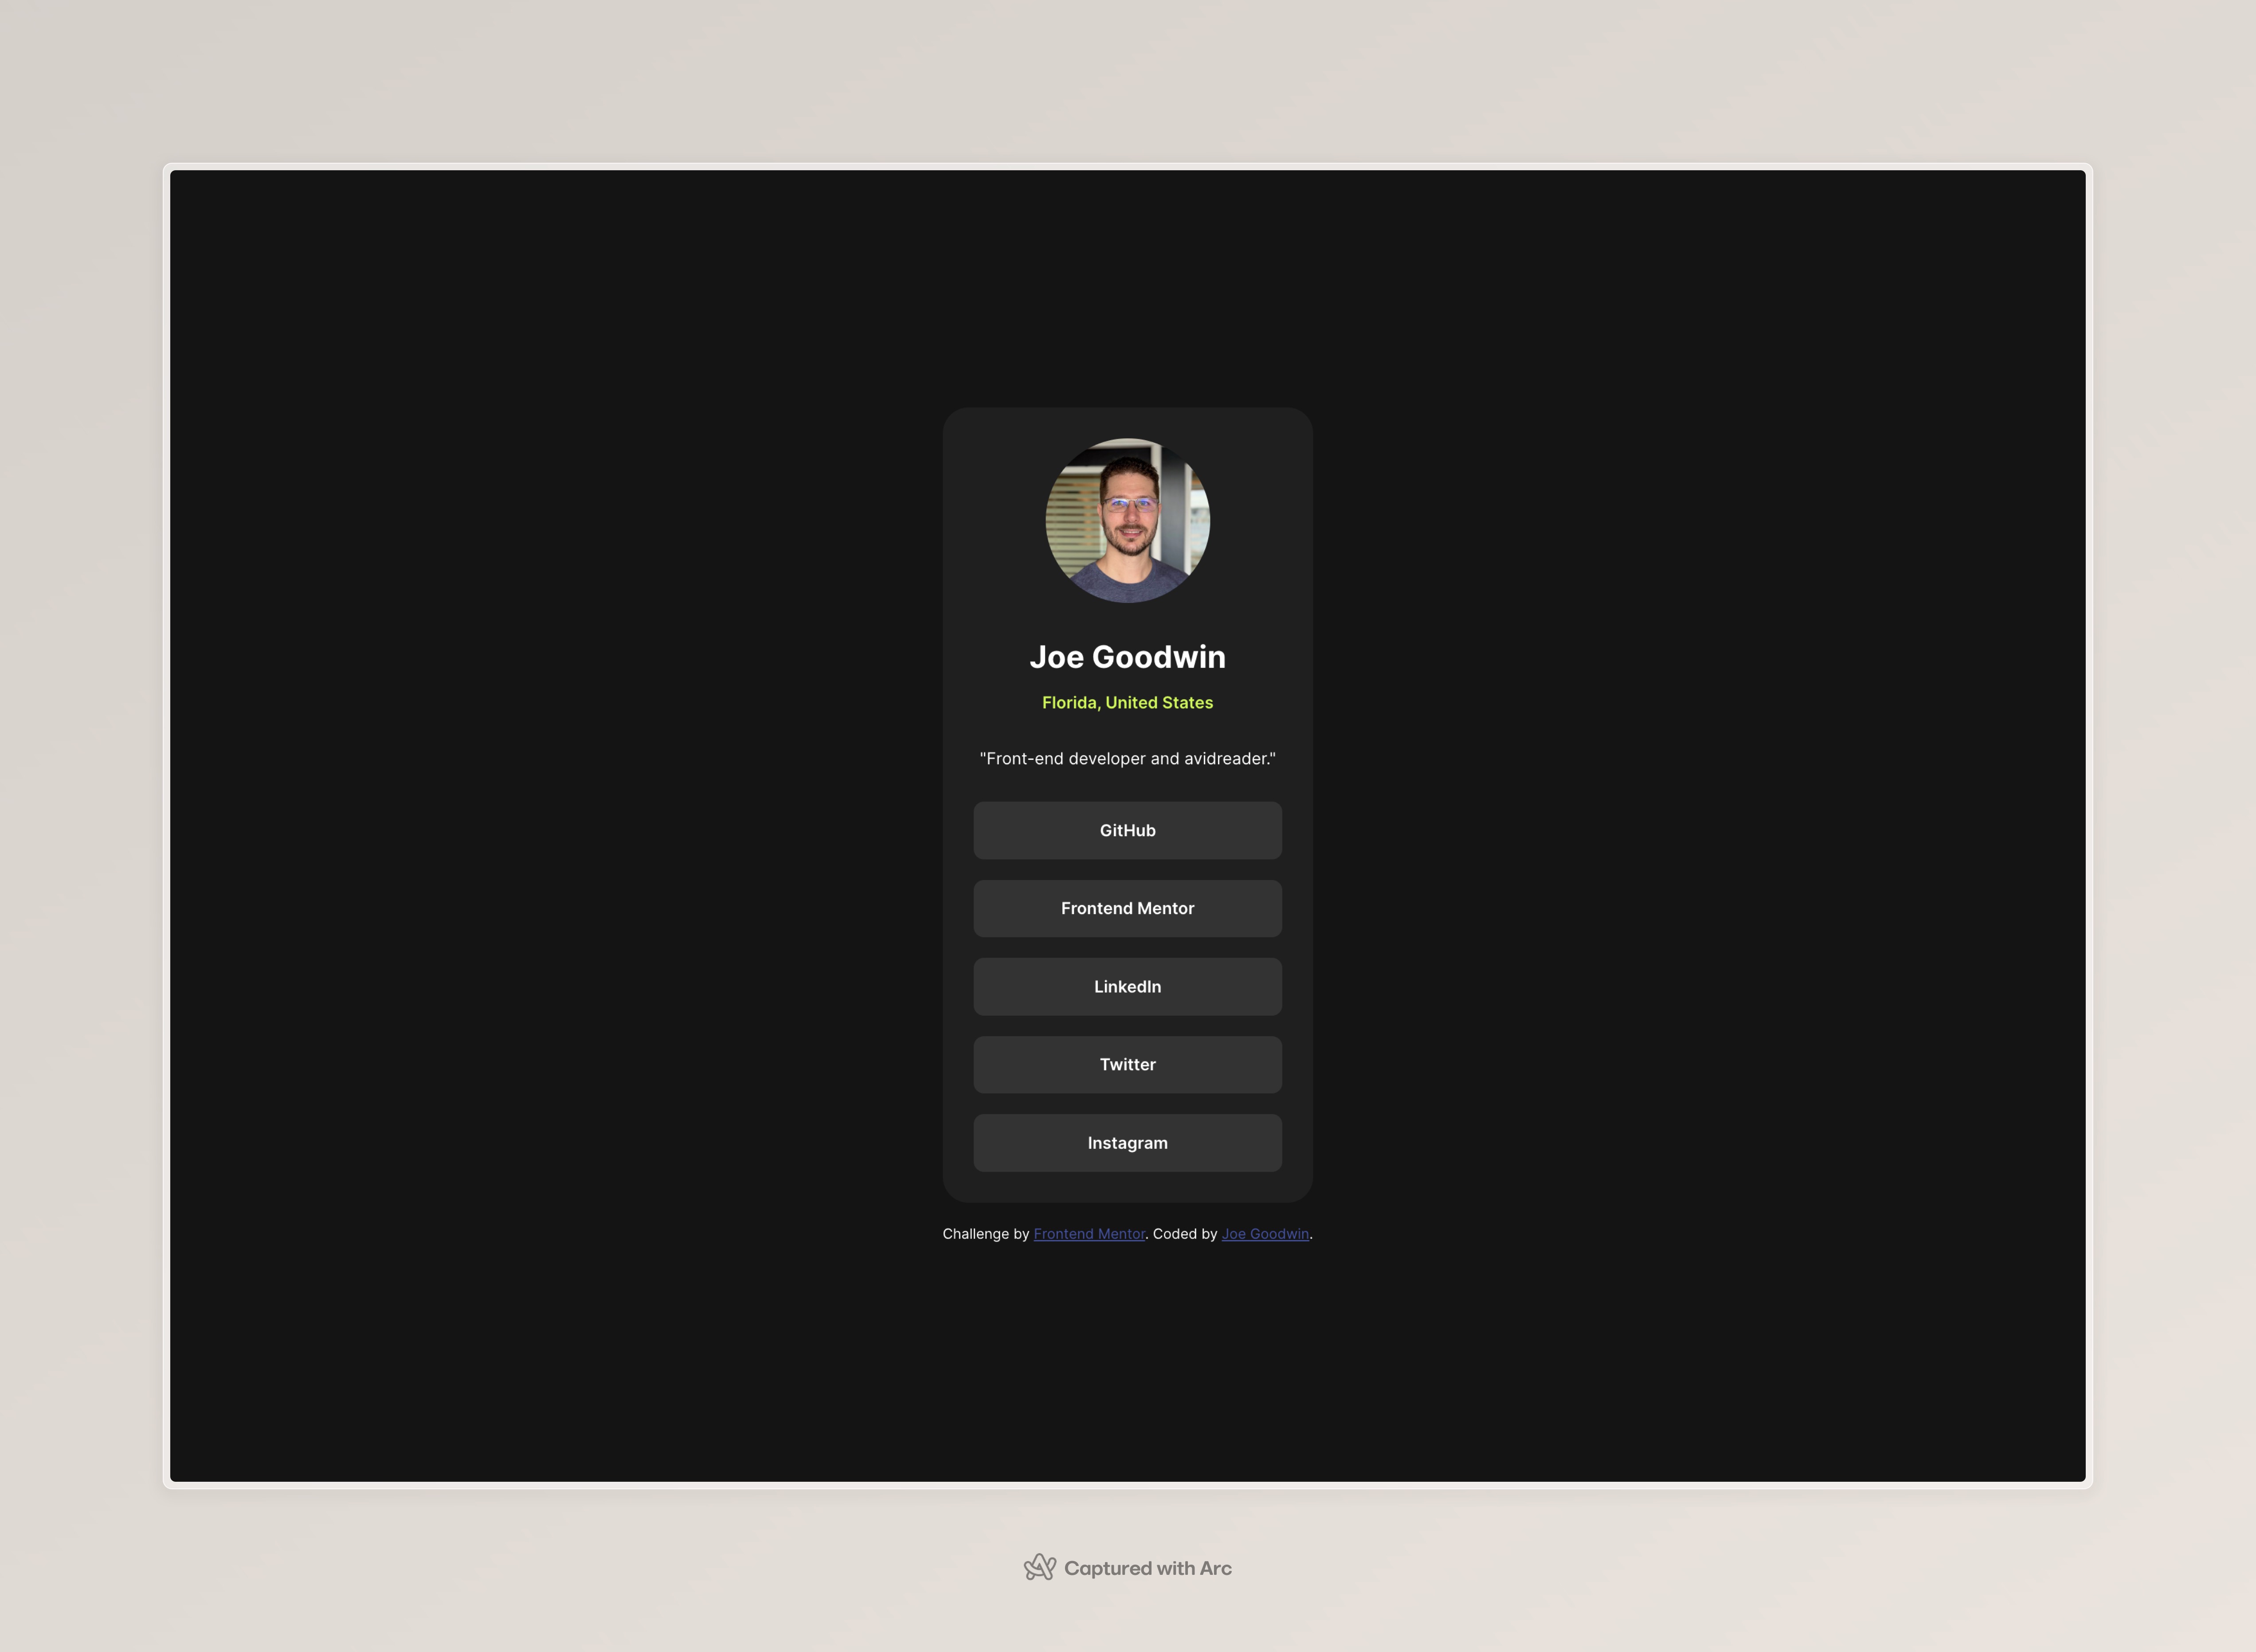 Joe Goodwin
Florida, United States
"Front-end developer and avidreader."
GitHub
Frontend Mentor
LinkedIn
Twitter
Instagram
Challenge by Frontend Mentor. Coded by Joe Goodwin.
Captured with Arc